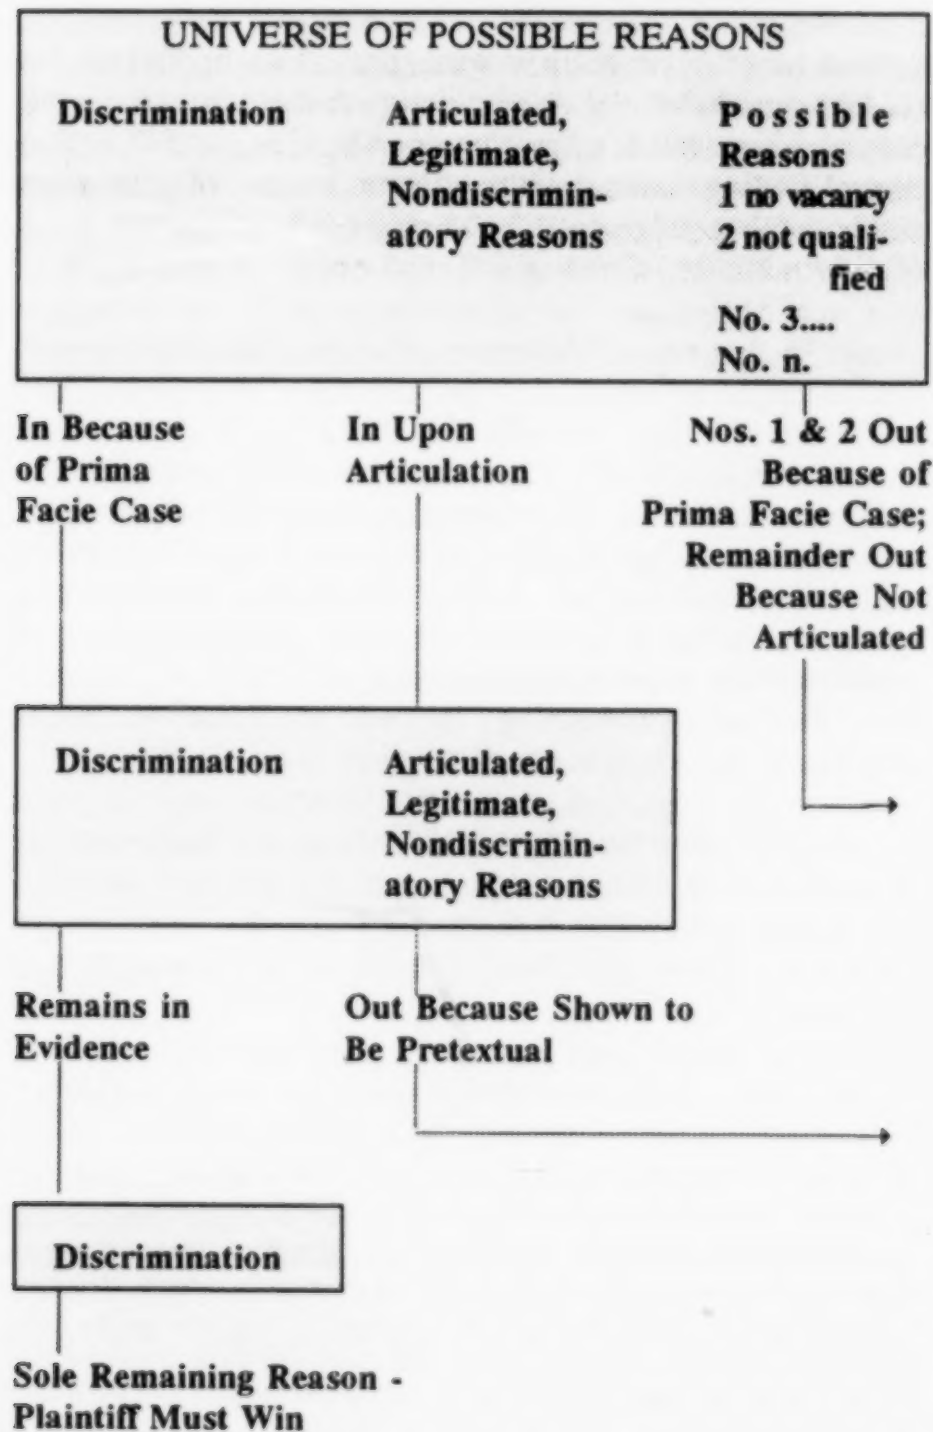 UNIVERSE OF POSSIBLE REASONS
Discrimination
Articulated,
Legitimate,
Nondiscrimin-
atory Reasons
Possible
Reasons
1 no vacancy
2 not quali-
fied
No. 3....
No. n.
In Because
of Prima
Facie Case
In Upon
Articulation
Nos. 1 & 2 Out
Because of
Prima Facie Case;
Remainder Out
Because Not
Articulated
Discrimination
Articulated,
Legitimate,
Nondiscrimin-
atory Reasons
Remains in
Evidence
Out Because Shown to
Be Pretextual
Discrimination
Sole Remaining Reason -
Plaintiff Must Win